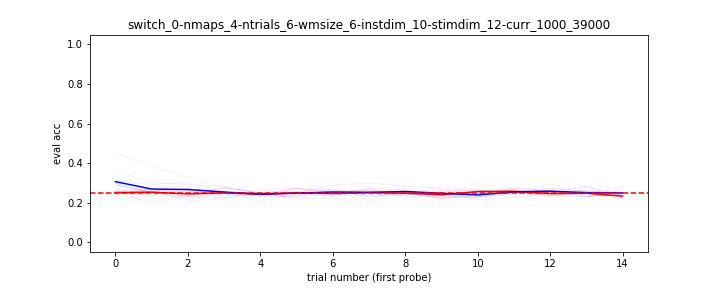 switch_0-nmaps_4-ntrials_6-wmsize_6-instdim_10-stimdim_12-curr_1000_39000
1.0
0.8
0.6
0.4
0.2
0.0
eval acc
0 2 4 6 8 10 12 14
trial number (first probe)